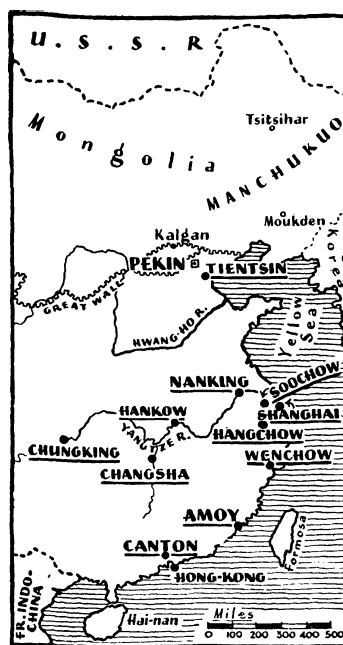 U.S.S.R
Mongolia
Tsitsihar
MANCHUKUO
Moukden
Korea
Kalgan
PEKIN
TIENTSIN
GREAT WALL
HWANG-HO R.
Yellow Sea
NANKING
SOOCHOW
SHANGHAI
HANKOW
HANGCHOW
YANGTZE R.
CHUNGKING
WENCHOW
CHANGSHA
AMOY
Formosa
CANTON
HONG-KONG
FR. INDO-
CHINA
Hai-nan
Miles
0 100 200 300 400 500